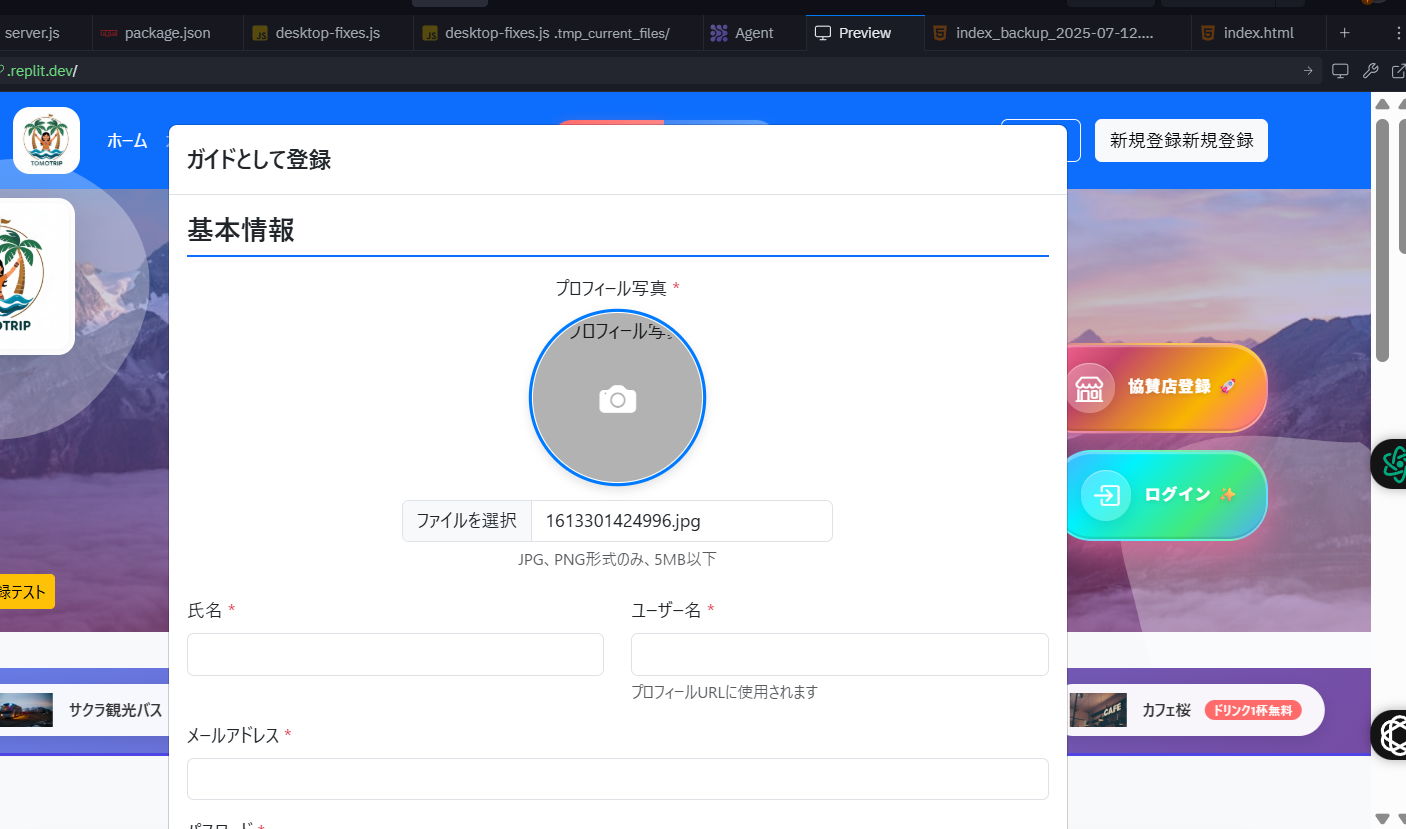 server.js
package.json
desktop-fixes.js
desktop-fixes.js .tmp_current_files/
Agent
Preview
index_backup_2025-07-12....
index.html
.replit.dev/
TOMOTRIP
ホーム
新規登録新規登録
ガイドとして登録
基本情報
プロフィール写真 *
ロフィール写
ファイルを選択
1613301424996.jpg
JPG、PNG形式のみ、5MB以下
協賛店登録 🚀
ログイン ✨
TRIP
録テスト
氏名 *
ユーザー名 *
プロフィールURLに使用されます
サクラ観光バス
CAFE
カフェ桜
ドリンク1杯無料
メールアドレス *
パスワード *